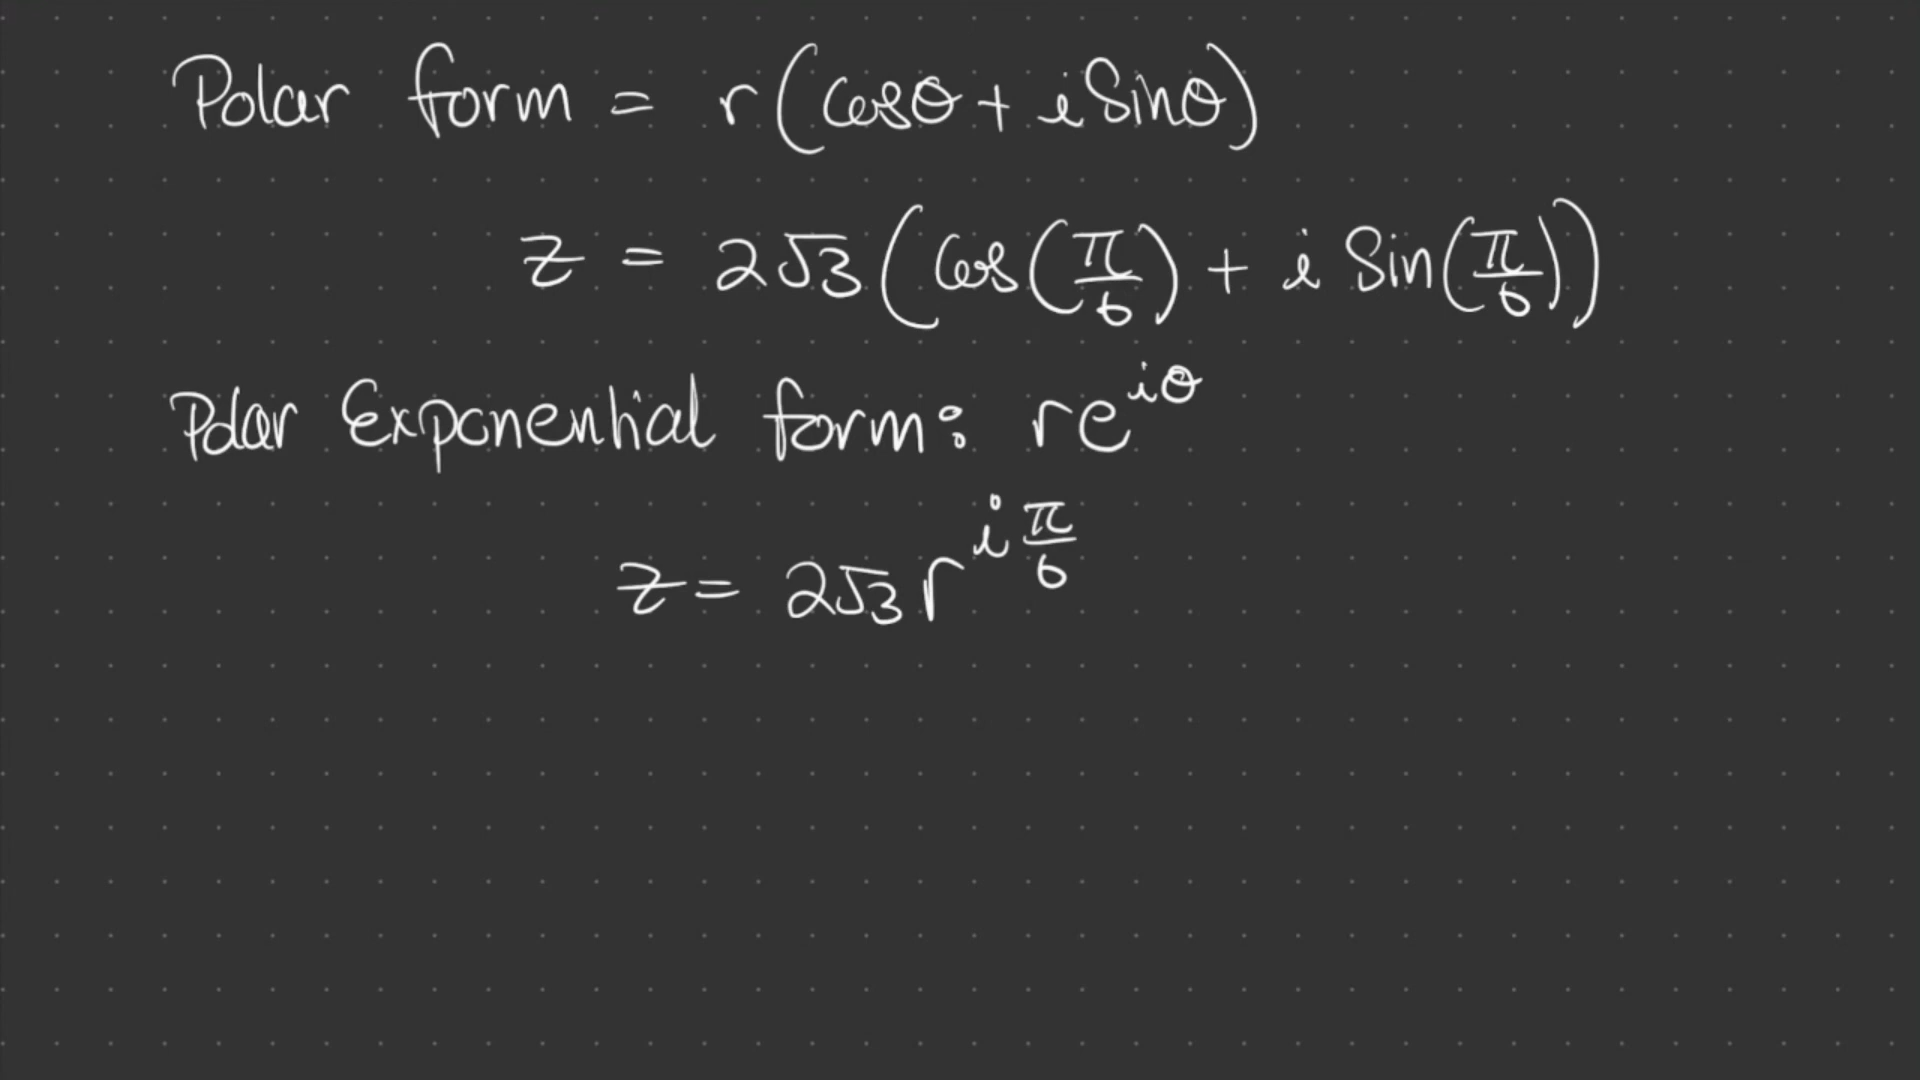 Polar form = r(cosθ + i sinθ)
z = 2√3(cos(π/6) + i sin(π/6))
Polar Exponential form: re^{iθ}
z = 2√3 r^{i π/6}